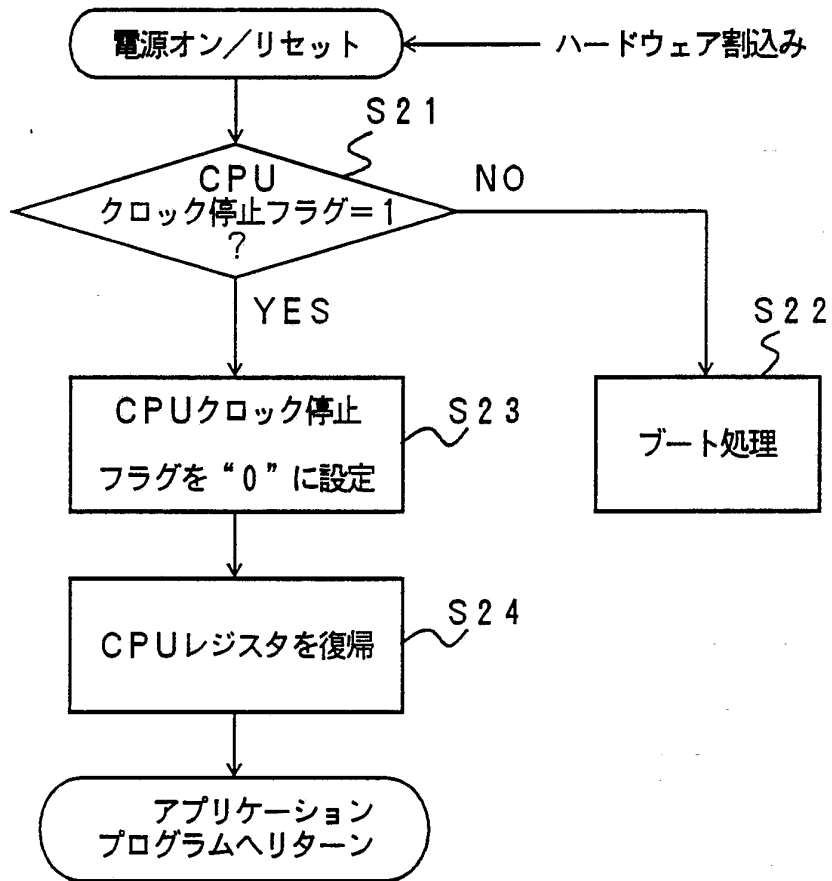 電源オン／リセット
ハードウェア割込み
S21
CPU
クロック停止フラグ＝1
?
NO
YES
S22
CPUクロック停止
フラグを“0”に設定
S23
ブート処理
S24
CPUレジスタを復帰
アプリケーション
プログラムへリターン